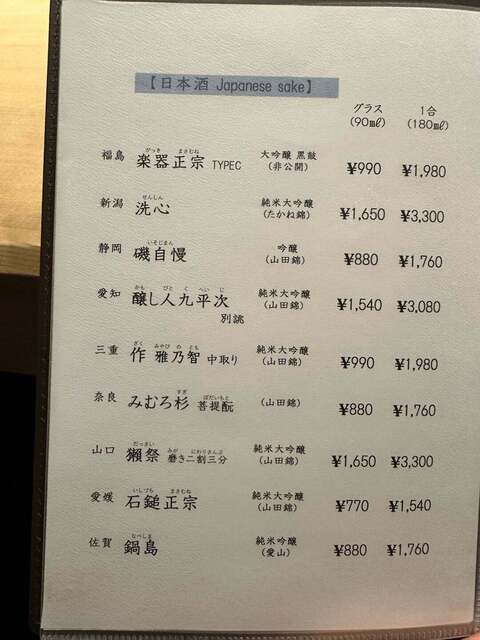 【日本酒 Japanese sake】
グラス 1合
(90㎖) (180㎖)
がっき まさむね
福島 楽器正宗 TYPEC 大吟醸 黒麹 ¥990 ¥1,980
(非公開)
せんしん
新潟 洗心 純米大吟醸 ¥1,650 ¥3,300
(たかね錦)
いそじまん
静岡 磯自慢 吟醸 ¥880 ¥1,760
(山田錦)
かも びと く へいじ
愛知 醸し人九平次 純米大吟醸 ¥1,540 ¥3,080
別誂 (山田錦)
ざく みやび の とも
三重 作 雅乃智 中取り 純米大吟醸 ¥990 ¥1,980
(山田錦)
すぎ ぼだいもと
奈良 みむろ杉 菩提酛 (山田錦) ¥880 ¥1,760
だっさい みが にわりさんぶ
山口 獺祭 磨き二割三分 純米大吟醸 ¥1,650 ¥3,300
(山田錦)
いしづち まさむね
愛媛 石鎚正宗 純米大吟醸 ¥770 ¥1,540
(山田錦)
なべしま
佐賀 鍋島 純米吟醸 ¥880 ¥1,760
(愛山)